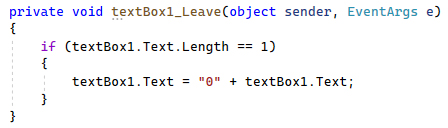 private void textBox1_Leave(object sender, EventArgs e)
{
    if (textBox1.Text.Length == 1)
    {
        textBox1.Text = "0" + textBox1.Text;
    }
}